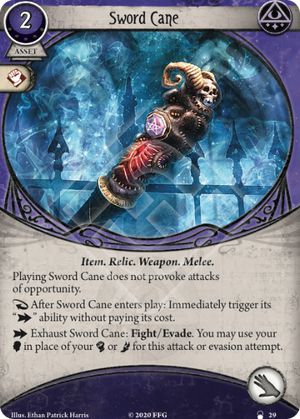 Sword Cane
2
ASSET
Item. Relic. Weapon. Melee.
Playing Sword Cane does not provoke attacks
of opportunity.
After Sword Cane enters play: Immediately trigger its
“ ” ability without paying its cost.
Exhaust Sword Cane: Fight/Evade. You may use your
in place of your or for this attack or evasion attempt.
Illus. Ethan Patrick Harris
© 2020 FFG
29